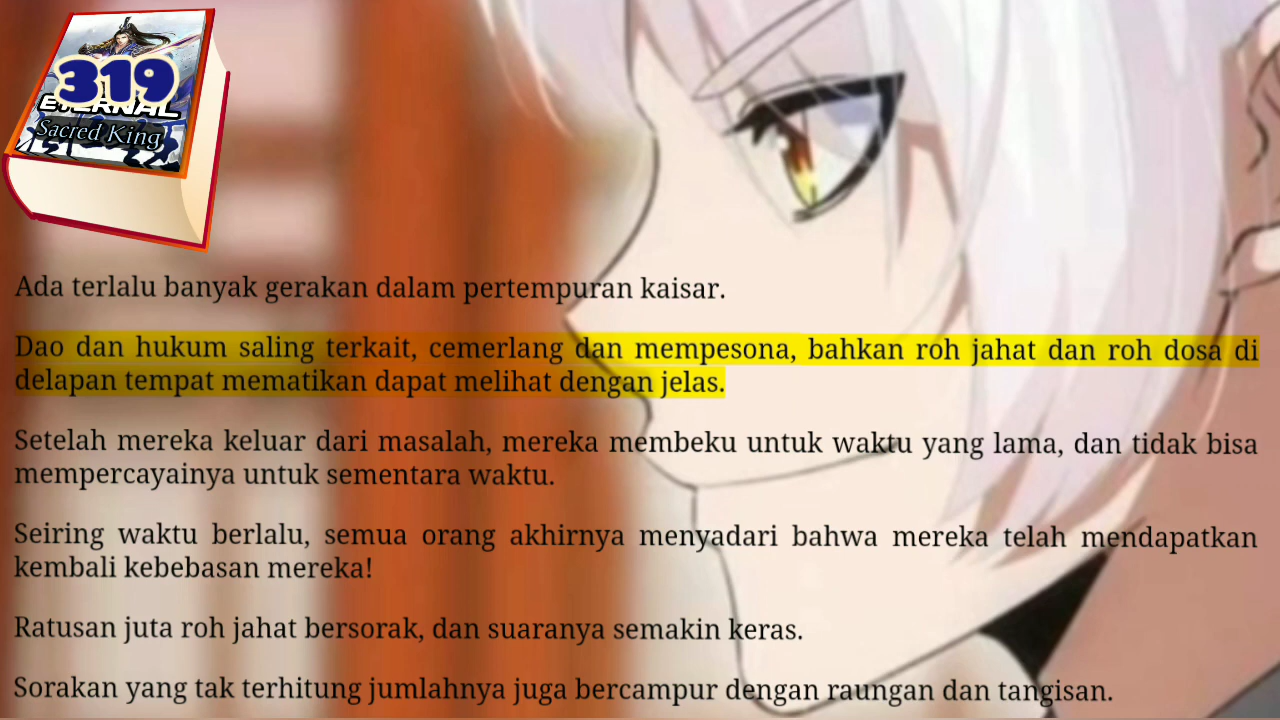 319
ETERNAL
Sacred King
Ada terlalu banyak gerakan dalam pertempuran kaisar.
Dao dan hukum saling terkait, cemerlang dan mempesona, bahkan roh jahat dan roh dosa di
delapan tempat mematikan dapat melihat dengan jelas.
Setelah mereka keluar dari masalah, mereka membeku untuk waktu yang lama, dan tidak bisa
mempercayainya untuk sementara waktu.
Seiring waktu berlalu, semua orang akhirnya menyadari bahwa mereka telah mendapatkan
kembali kebebasan mereka!
Ratusan juta roh jahat bersorak, dan suaranya semakin keras.
Sorakan yang tak terhitung jumlahnya juga bercampur dengan raungan dan tangisan.